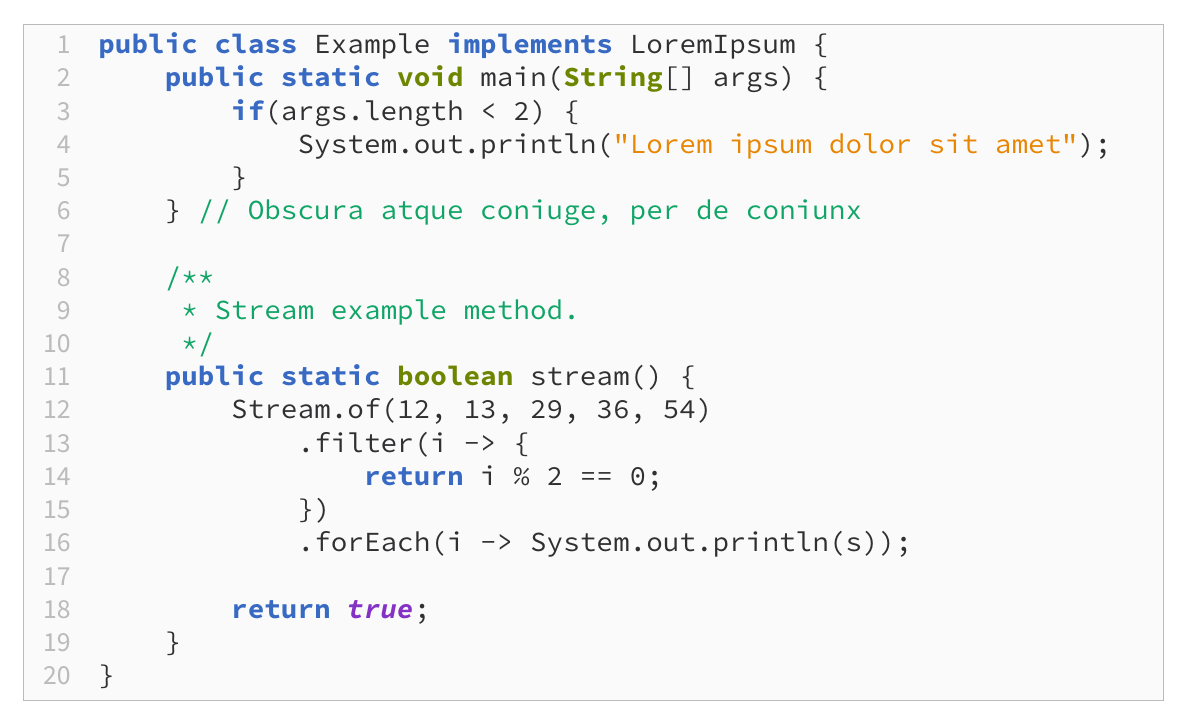 1 public class Example implements LoremIpsum {
2     public static void main(String[] args) {
3         if(args.length < 2) {
4             System.out.println("Lorem ipsum dolor sit amet");
5         }
6     } // Obscura atque coniuge, per de coniunx
7
8     /**
9      * Stream example method.
10      */
11     public static boolean stream() {
12         Stream.of(12, 13, 29, 36, 54)
13             .filter(i -> {
14                 return i % 2 == 0;
15             })
16             .forEach(i -> System.out.println(s));
17
18         return true;
19     }
20 }